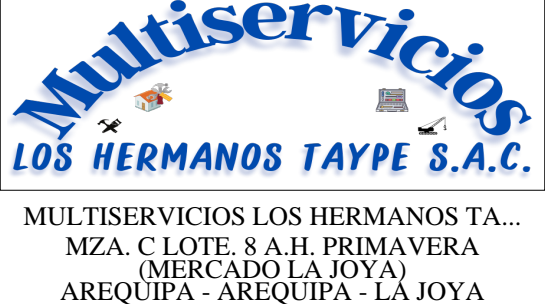 Multiservicios
LOS HERMANOS TAYPE S.A.C.
MULTISERVICIOS LOS HERMANOS TA...
MZA. C LOTE. 8 A.H. PRIMAVERA
(MERCADO LA JOYA)
AREQUIPA - AREQUIPA - LA JOYA